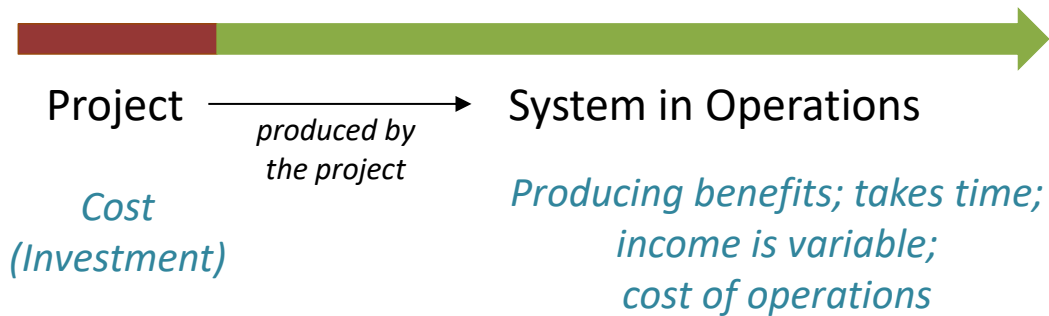 Project
produced by
the project
System in Operations
Cost
(Investment)
Producing benefits; takes time;
income is variable;
cost of operations